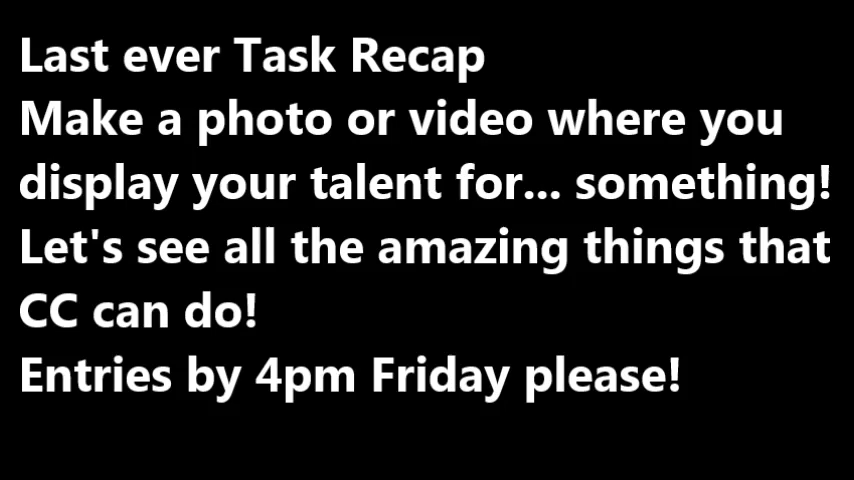 Last ever Task Recap
Make a photo or video where you
display your talent for... something!
Let's see all the amazing things that
CC can do!
Entries by 4pm Friday please!